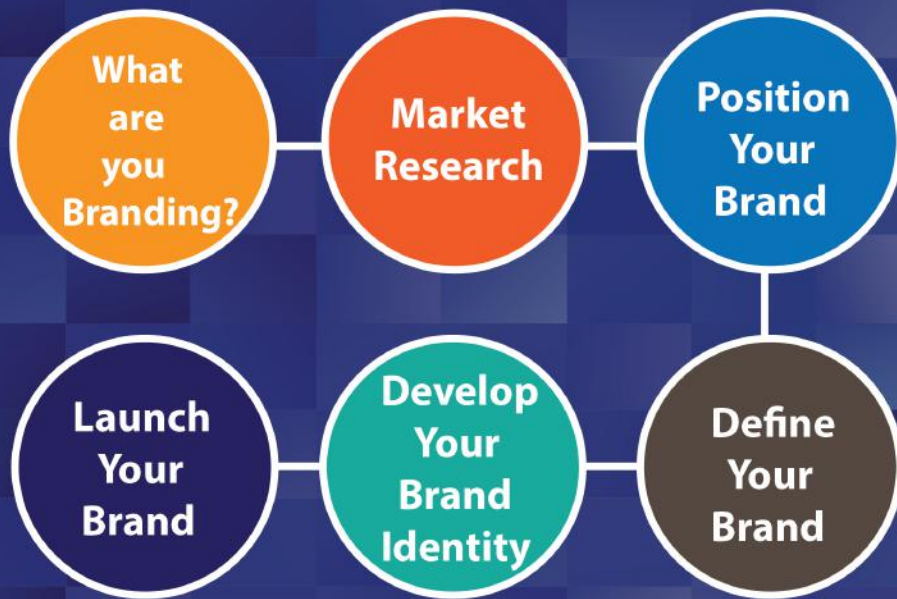 What
are
you
Branding?
Market
Research
Position
Your
Brand
Define
Your
Brand
Develop
Your
Brand
Identity
Launch
Your
Brand